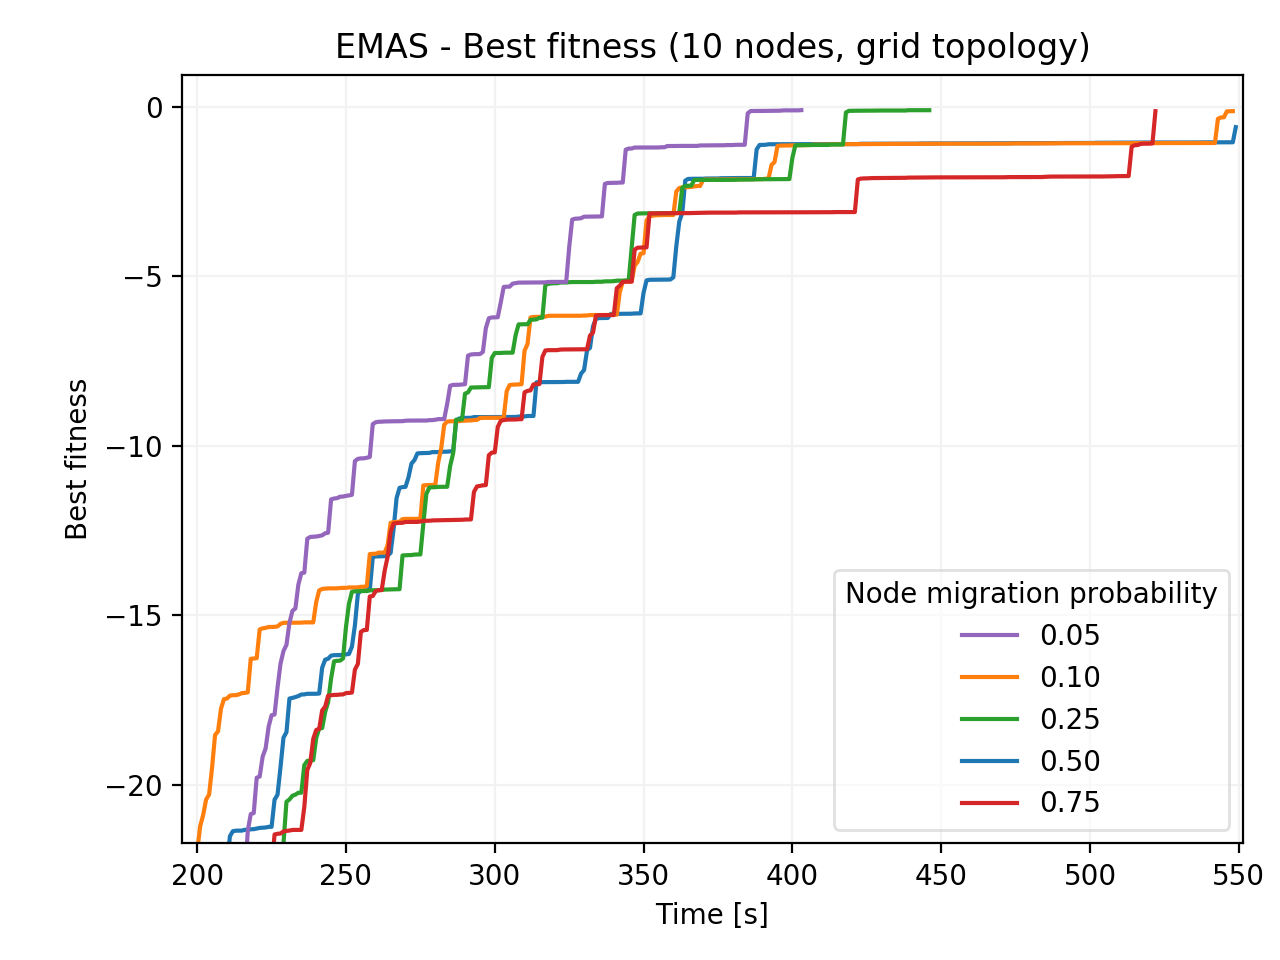 EMAS - Best fitness (10 nodes, grid topology)
Best fitness
0
−5
−10
−15
−20
200 250 300 350 400 450 500 550
Time [s]
Node migration probability
0.05
0.10
0.25
0.50
0.75